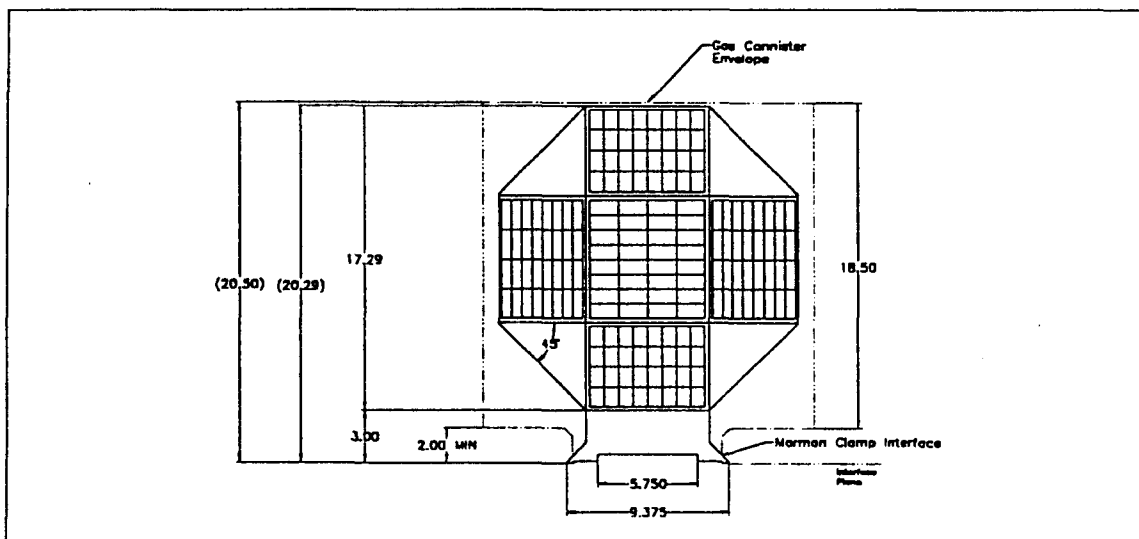 Gas Cannister
Envelope
(20.50)
(20.29)
17.29
18.50
45
3.00
2.00 MIN
Marman Clamp Interface
Interface
Plane
5.750
9.375